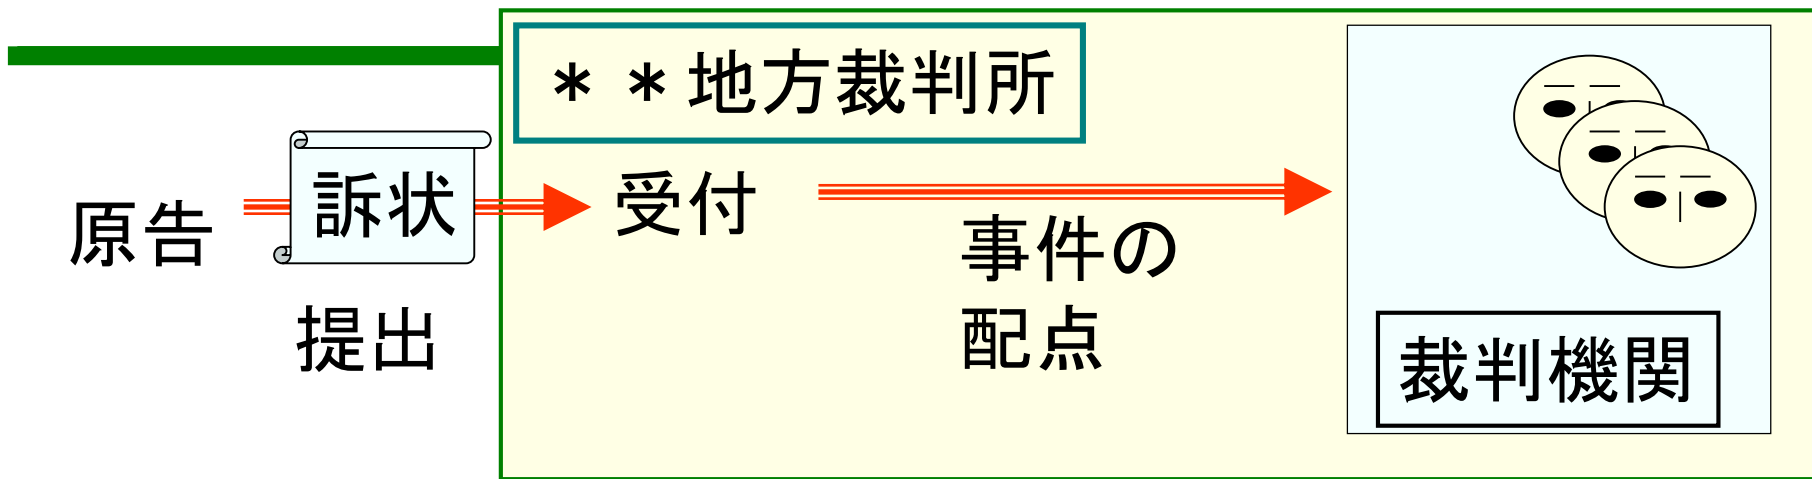 ＊＊地方裁判所
原告
訴状
提出
受付
事件の
配点
裁判機関